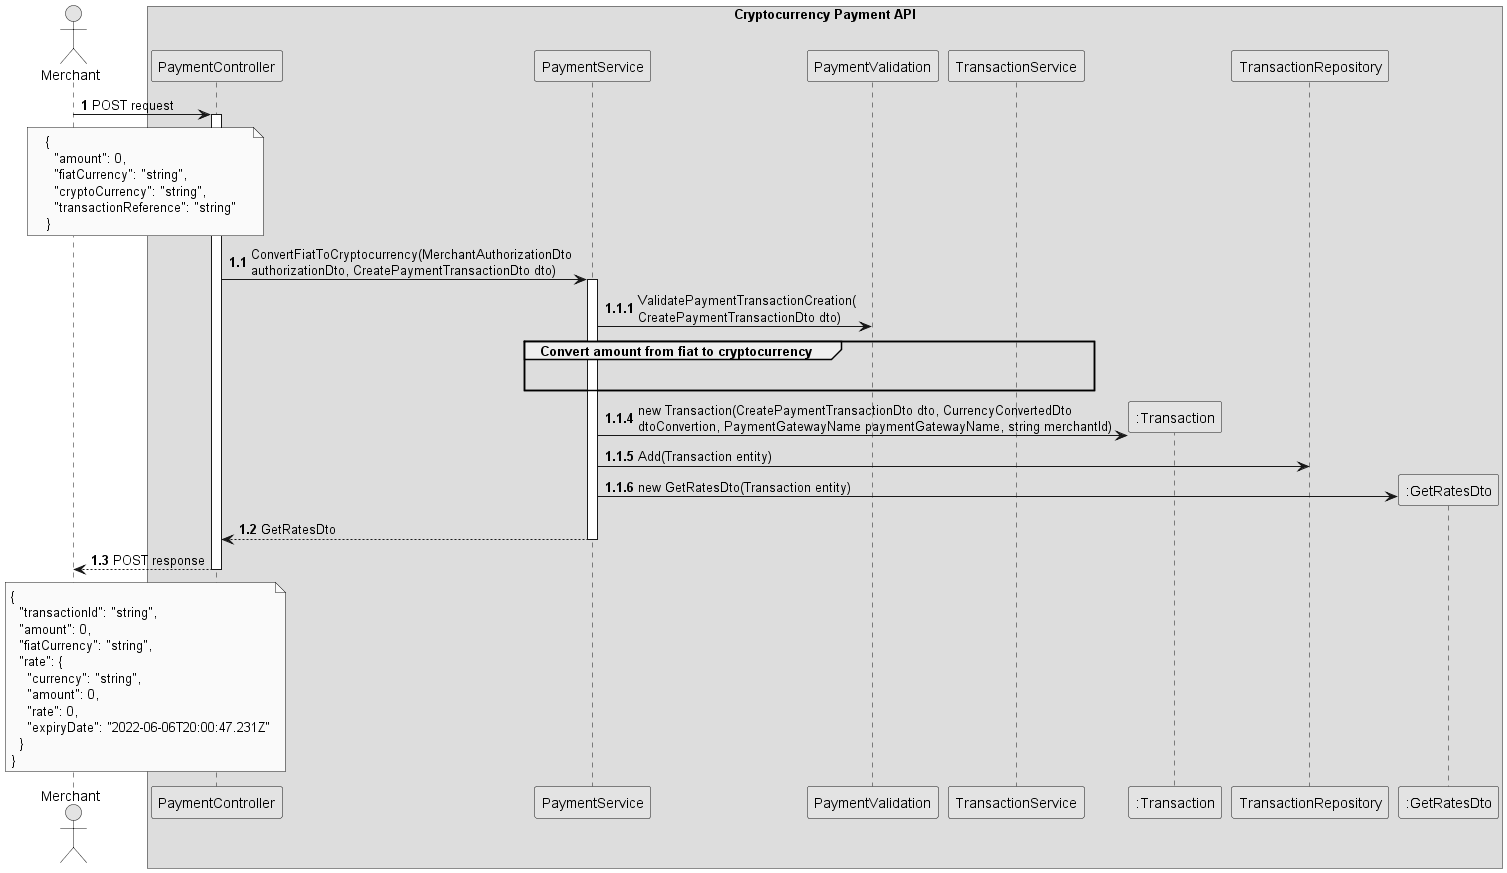 Cryptocurrency Payment API
Merchant
PaymentController
PaymentService
PaymentValidation
TransactionService
TransactionRepository
1 POST request
{
"amount": 0,
"fiatCurrency": "string",
"cryptoCurrency": "string",
"transactionReference": "string"
}
1.1 ConvertFiatToCryptocurrency(MerchantAuthorizationDto
authorizationDto, CreatePaymentTransactionDto dto)
1.1.1 ValidatePaymentTransactionCreation(
CreatePaymentTransactionDto dto)
Convert amount from fiat to cryptocurrency
1.1.4 new Transaction(CreatePaymentTransactionDto dto, CurrencyConvertedDto
dtoConvertion, PaymentGatewayName paymentGatewayName, string merchantId)
:Transaction
1.1.5 Add(Transaction entity)
1.1.6 new GetRatesDto(Transaction entity)
:GetRatesDto
1.2 GetRatesDto
1.3 POST response
{
"transactionId": "string",
"amount": 0,
"fiatCurrency": "string",
"rate": {
"currency": "string",
"amount": 0,
"rate": 0,
"expiryDate": "2022-06-06T20:00:47.231Z"
}
}
Merchant
PaymentController
PaymentService
PaymentValidation
TransactionService
:Transaction
TransactionRepository
:GetRatesDto